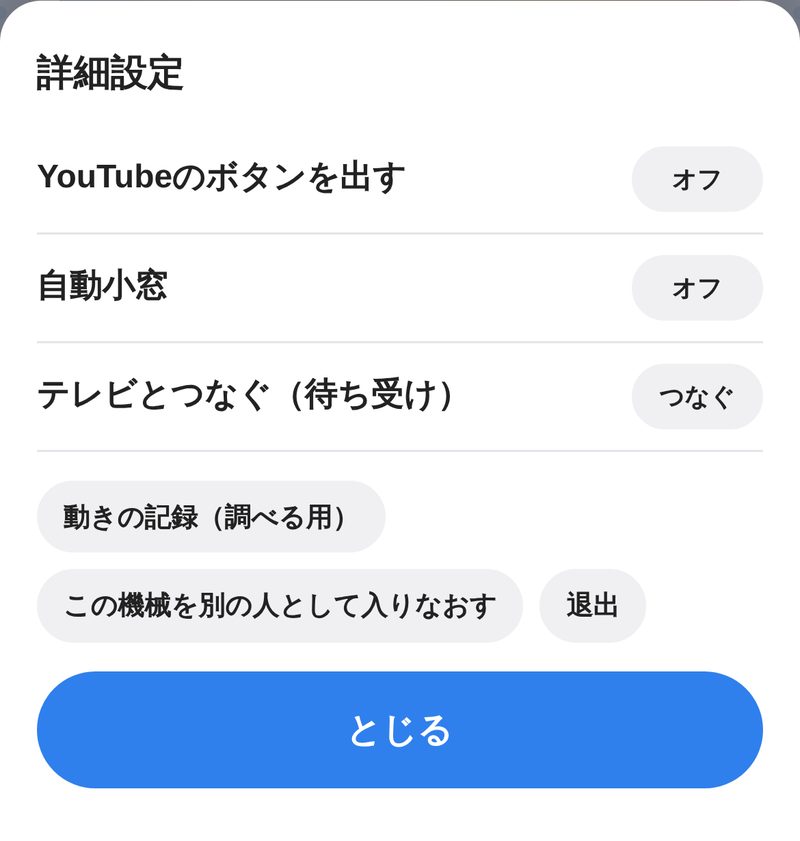 詳細設定
YouTubeのボタンを出す オフ
自動小窓 オフ
テレビとつなぐ（待ち受け） つなぐ
動きの記録（調べる用）
この機械を別の人として入りなおす 退出
とじる